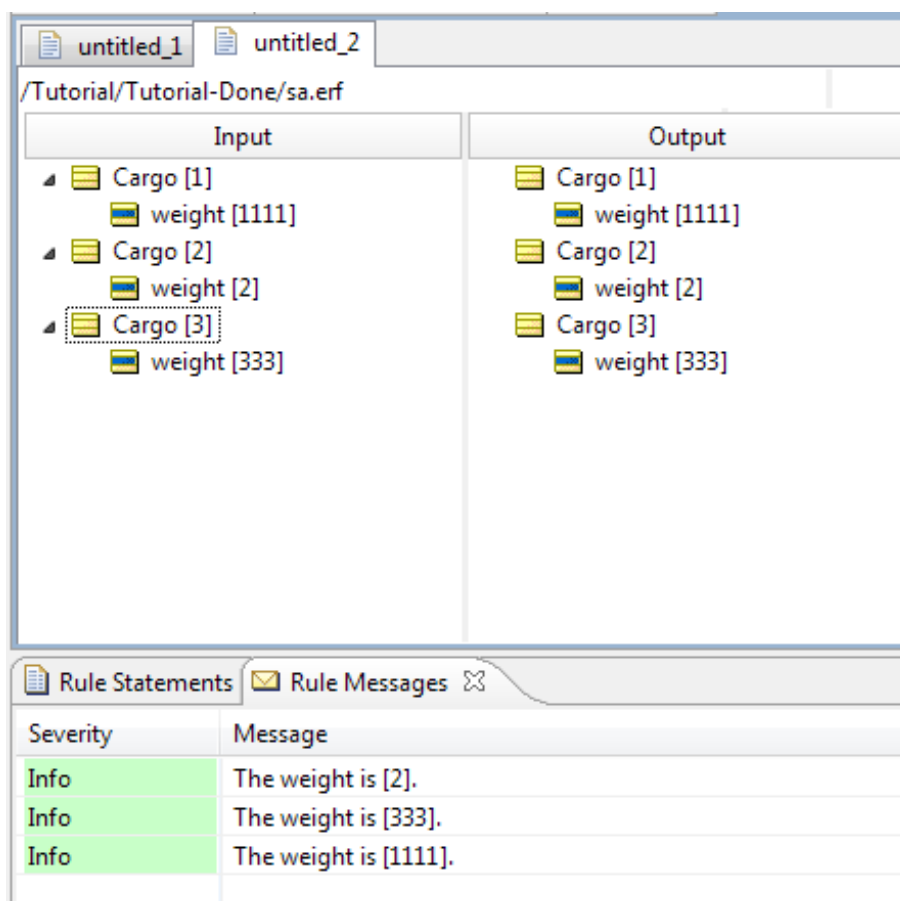 untitled_1 untitled_2
/Tutorial/Tutorial-Done/sa.erf
Input Output
Cargo [1] Cargo [1]
weight [1111] weight [1111]
Cargo [2] Cargo [2]
weight [2] weight [2]
Cargo [3] Cargo [3]
weight [333] weight [333]
Rule Statements Rule Messages
Severity Message
Info The weight is [2].
Info The weight is [333].
Info The weight is [1111].